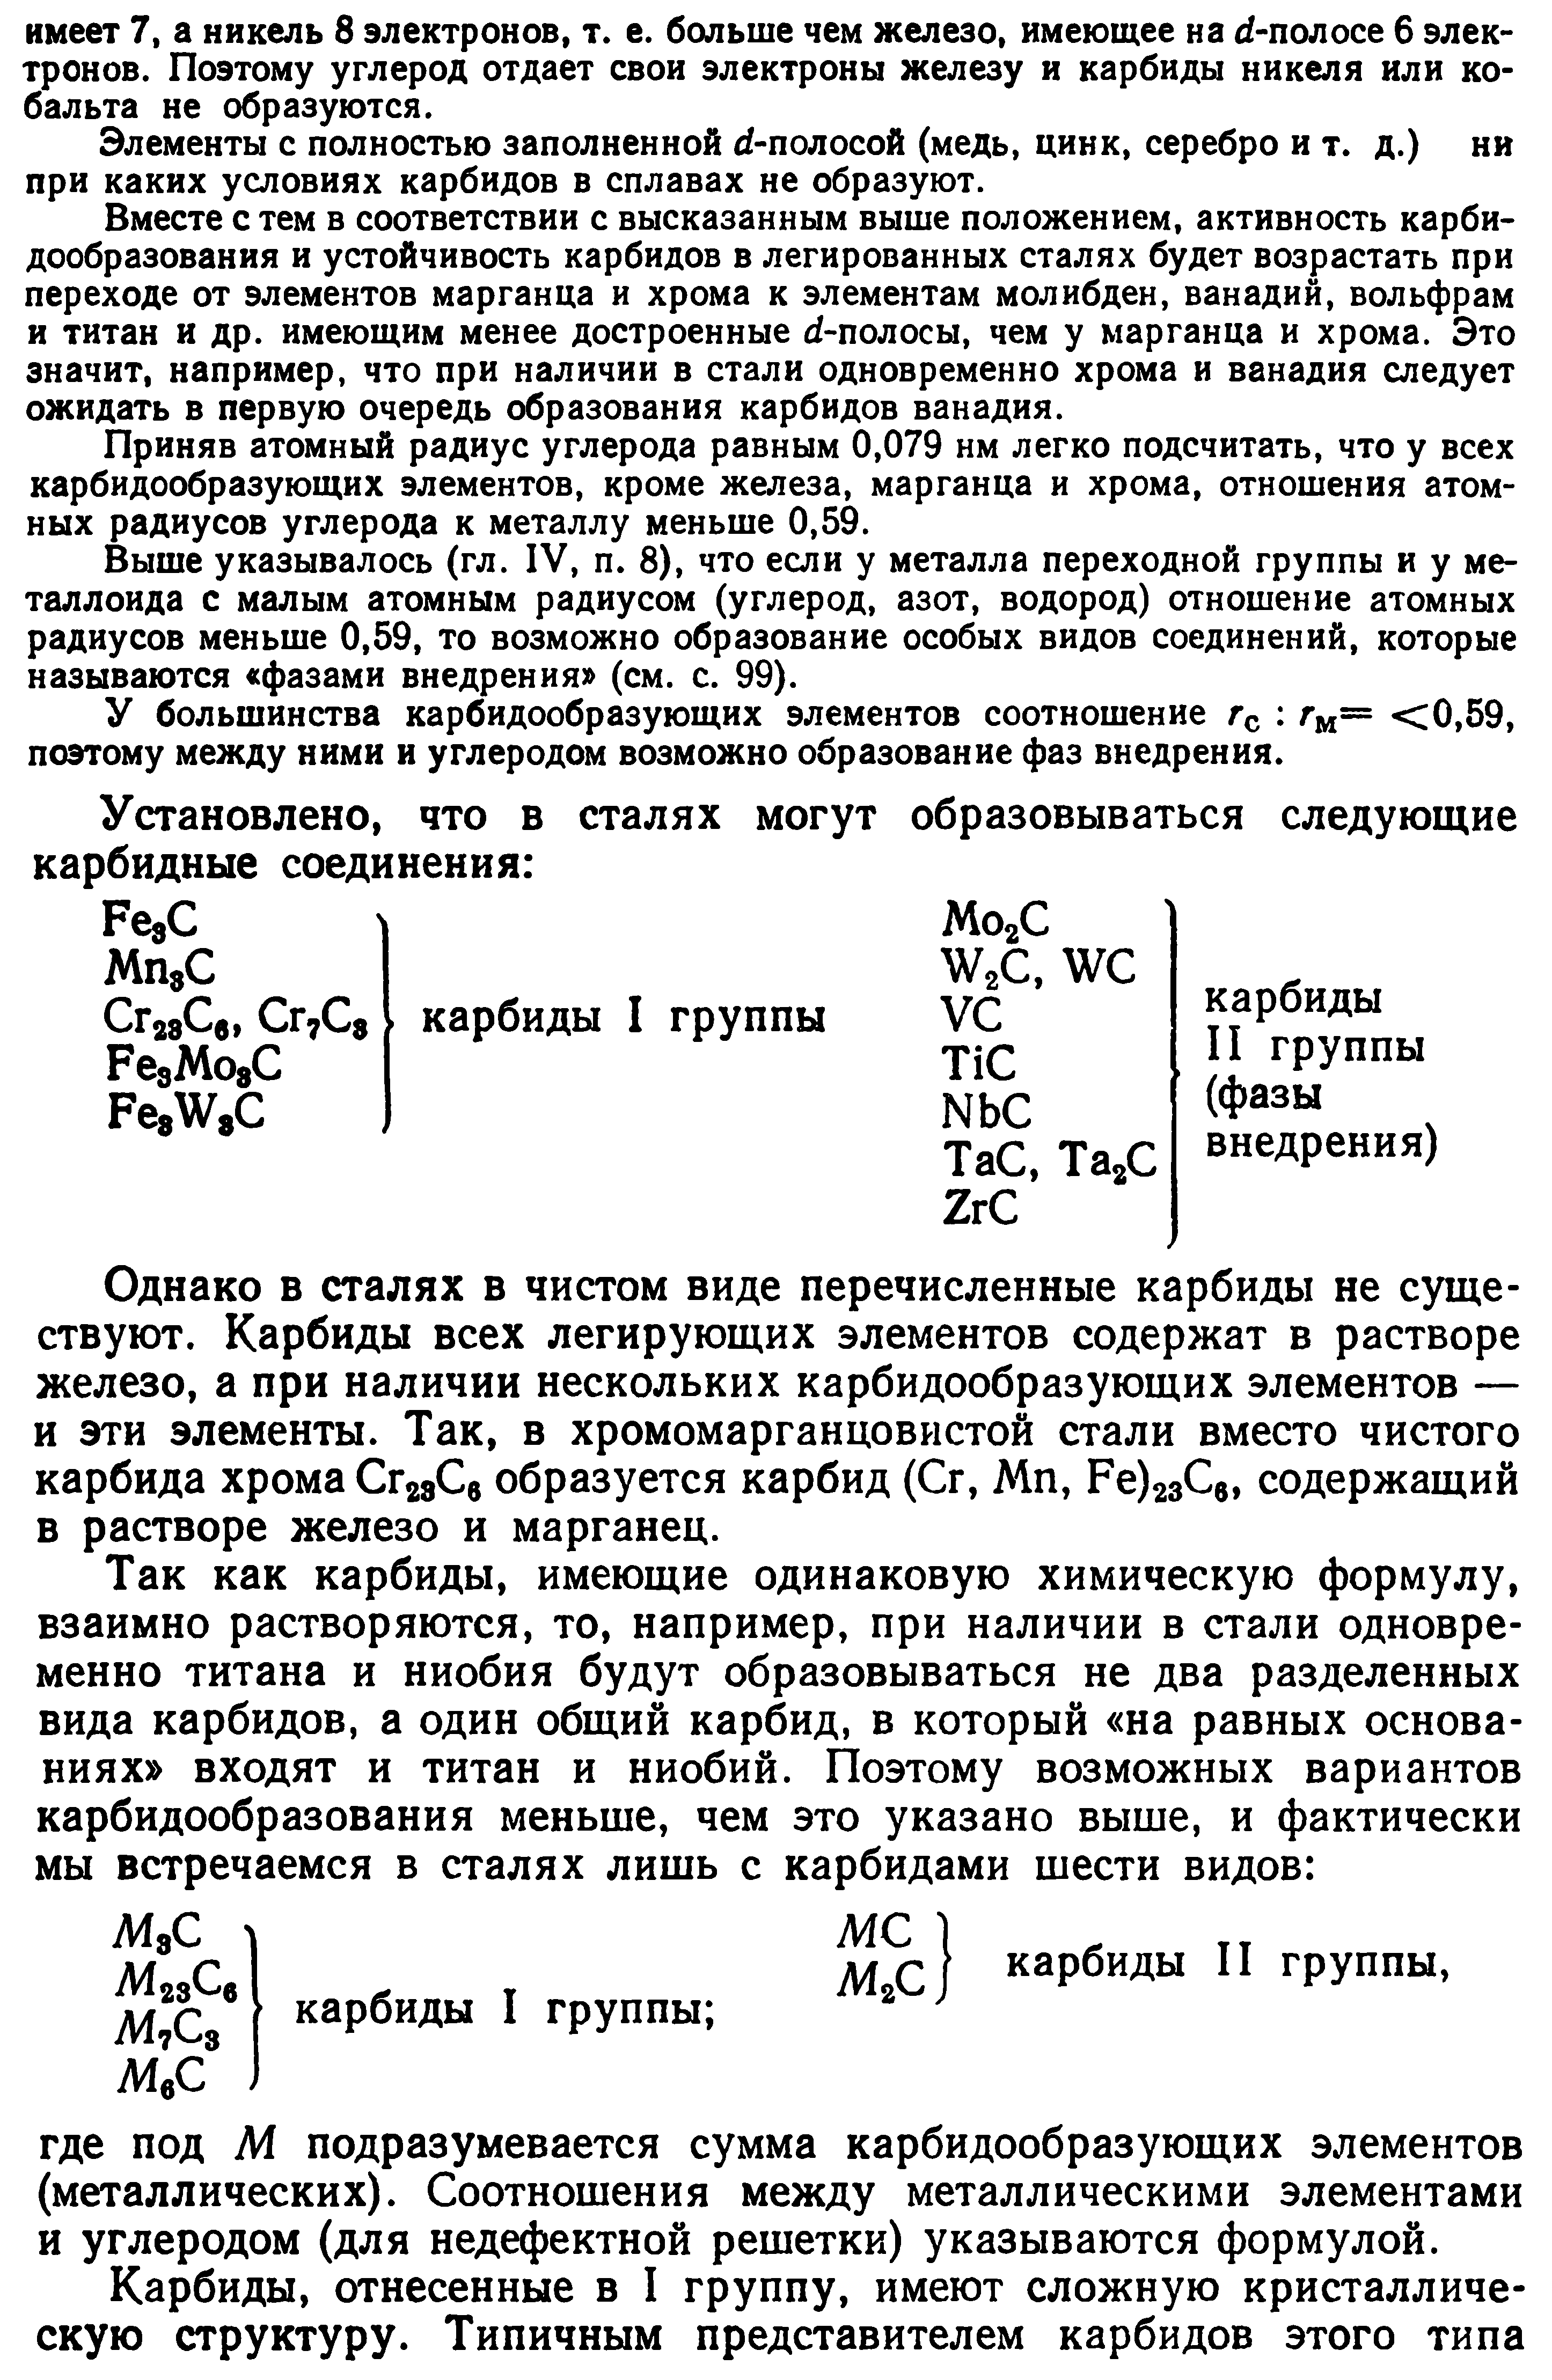 имеет 7, а никель 8 электронов, т. е. больше чем железо, имеющее на d-полосе 6 элек-
тронов. Поэтому углерод отдает свои электроны железу и карбиды никеля или ко-
бальта не образуются.
Элементы с полностью заполненной d-полосой (медь, цинк, серебро и т. д.) ни
при каких условиях карбидов в сплавах не образуют.
Вместе с тем в соответствии с высказанным выше положением, активность карби-
дообразования и устойчивость карбидов в легированных сталях будет возрастать при
переходе от элементов марганца и хрома к элементам молибден, ванадий, вольфрам
и титан и др. имеющим менее достроенные d-полосы, чем у марганца и хрома. Это
значит, например, что при наличии в стали одновременно хрома и ванадия следует
ожидать в первую очередь образования карбидов ванадия.
Приняв атомный радиус углерода равным 0,079 нм легко подсчитать, что у всех
карбидообразующих элементов, кроме железа, марганца и хрома, отношения атом-
ных радиусов углерода к металлу меньше 0,59.
Выше указывалось (гл. IV, п. 8), что если у металла переходной группы и у ме-
таллоида с малым атомным радиусом (углерод, азот, водород) отношение атомных
радиусов меньше 0,59, то возможно образование особых видов соединений, которые
называются «фазами внедрения» (см. с. 99).
У большинства карбидообразующих элементов соотношение r_C : r_M= <0,59,
поэтому между ними и углеродом возможно образование фаз внедрения.
Установлено, что в сталях могут образовываться следующие
карбидные соединения:
Fe₃C
Mn₃C
Cr₂₃C₆, Cr₇C₃
Fe₃Mo₃C
Fe₃W₃C
карбиды I группы
Mo₂C
W₂C, WC
VC
TiC
NbC
TaC, Ta₂C
ZrC
карбиды
II группы
(фазы
внедрения)
Однако в сталях в чистом виде перечисленные карбиды не суще-
ствуют. Карбиды всех легирующих элементов содержат в растворе
железо, а при наличии нескольких карбидообразующих элементов —
и эти элементы. Так, в хромомарганцовистой стали вместо чистого
карбида хрома Cr₂₃C₆ образуется карбид (Cr, Mn, Fe)₂₃C₆, содержащий
в растворе железо и марганец.
Так как карбиды, имеющие одинаковую химическую формулу,
взаимно растворяются, то, например, при наличии в стали одновре-
менно титана и ниобия будут образовываться не два разделенных
вида карбидов, а один общий карбид, в который «на равных основа-
ниях» входят и титан и ниобий. Поэтому возможных вариантов
карбидообразования меньше, чем это указано выше, и фактически
мы встречаемся в сталях лишь с карбидами шести видов:
M₃C
M₂₃C₆
M₇C₃
M₆C
карбиды I группы;
MC
M₂C
карбиды II группы,
где под M подразумевается сумма карбидообразующих элементов
(металлических). Соотношения между металлическими элементами
и углеродом (для недефектной решетки) указываются формулой.
Карбиды, отнесенные в I группу, имеют сложную кристалличе-
скую структуру. Типичным представителем карбидов этого типа